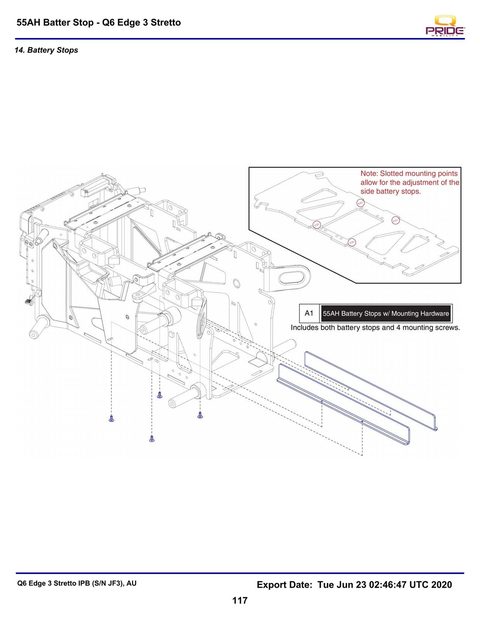 55AH Batter Stop - Q6 Edge 3 Stretto
PRIDE
14. Battery Stops
Note: Slotted mounting points
allow for the adjustment of the
side battery stops.
A1 55AH Battery Stops w/ Mounting Hardware
Includes both battery stops and 4 mounting screws.
Q6 Edge 3 Stretto IPB (S/N JF3), AU
Export Date: Tue Jun 23 02:46:47 UTC 2020
117